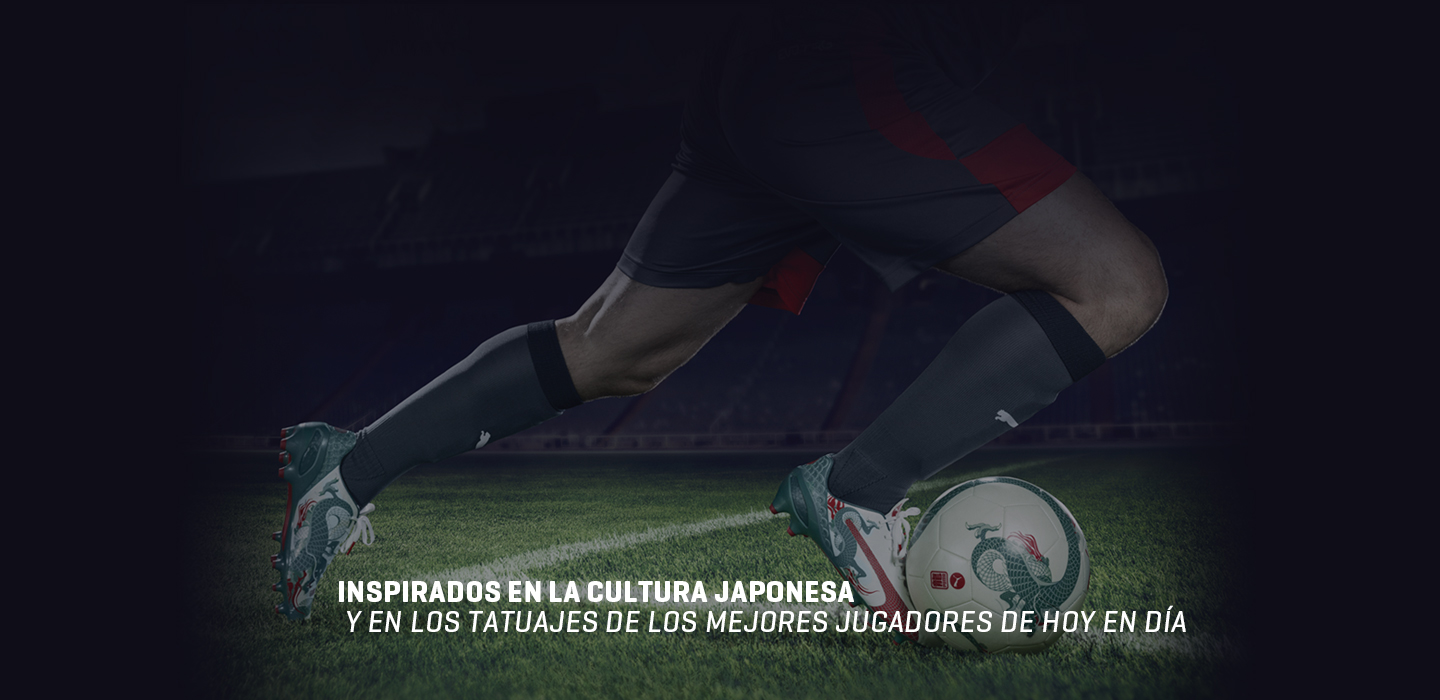 INSPIRADOS EN LA CULTURA JAPONESA
Y EN LOS TATUAJES DE LOS MEJORES JUGADORES DE HOY EN DÍA